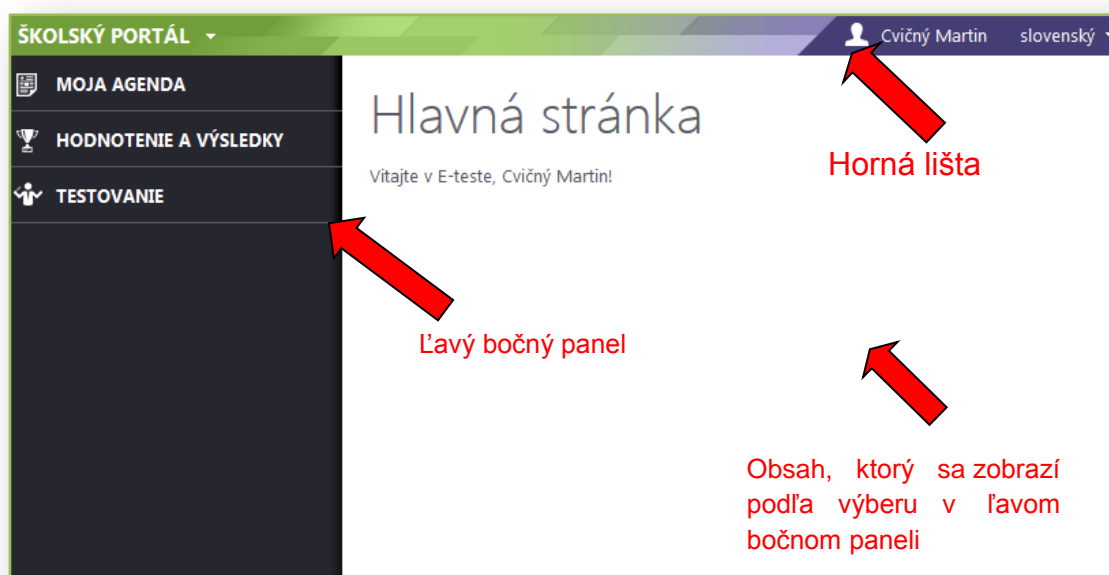 ŠKOLSKÝ PORTÁL
Cvičný Martin
slovenský
MOJA AGENDA
HODNOTENIE A VÝSLEDKY
TESTOVANIE
Hlavná stránka
Vitajte v E-teste, Cvičný Martin!
Horná lišta
Ľavý bočný panel
Obsah, ktorý sa zobrazí
podľa výberu v ľavom
bočnom paneli